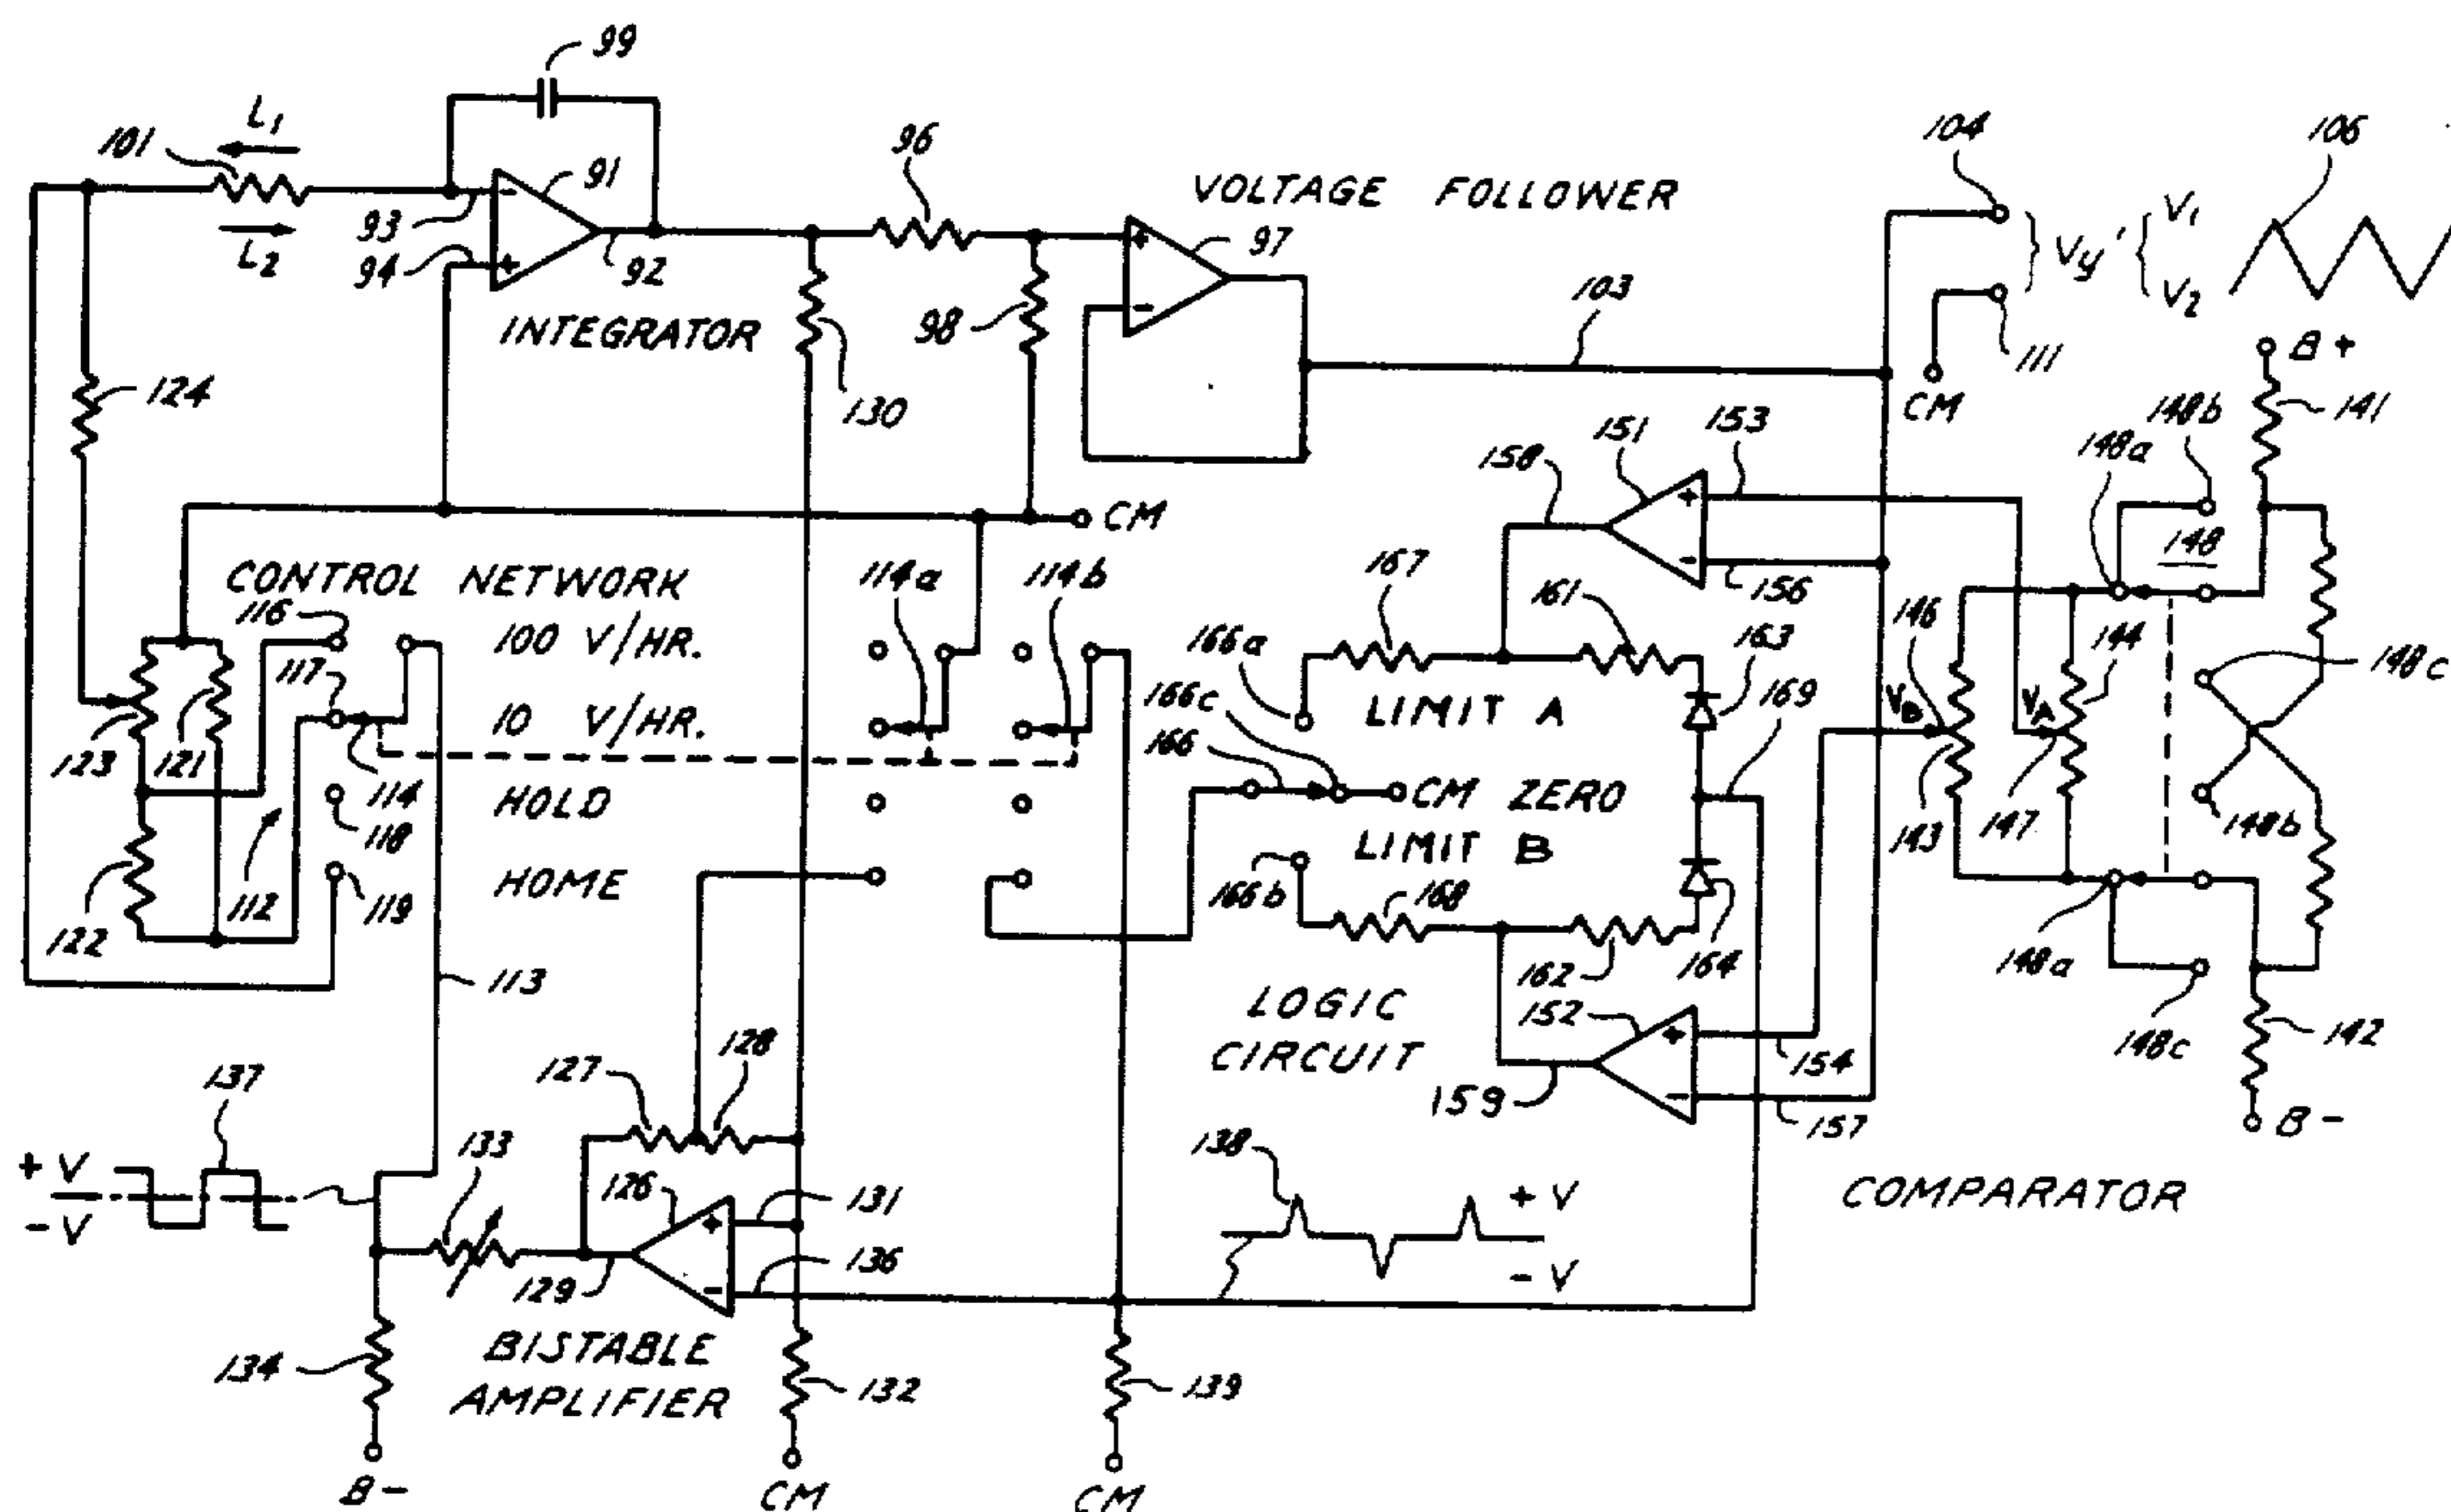 99
L1
101
96
104
106
91
VOLTAGE FOLLOWER
V1
93
Vy'
L2
94
92
97
V2
INTEGRATOR
98
103
111
B+
124
130
CM
148b
141
151
153
148a
158
CM
148
CONTROL NETWORK
114a
114b
167
161
156
116
100 V/HR.
166a
163
146
144
148c
117
166c
169
VB
VA
10 V/HR.
LIMIT A
166
123
121
114
HOLD
CM ZERO
143
147
148b
118
LIMIT B
112
HOME
166b
168
122
119
162
164
148a
113
LOGIC
CIRCUIT
152
148c
142
127
128
154
137
159
157
B-
133
138
+V
126
131
+V
COMPARATOR
-V
136
129
-V
BISTABLE
AMPLIFIER
134
132
139
B-
CM
CM